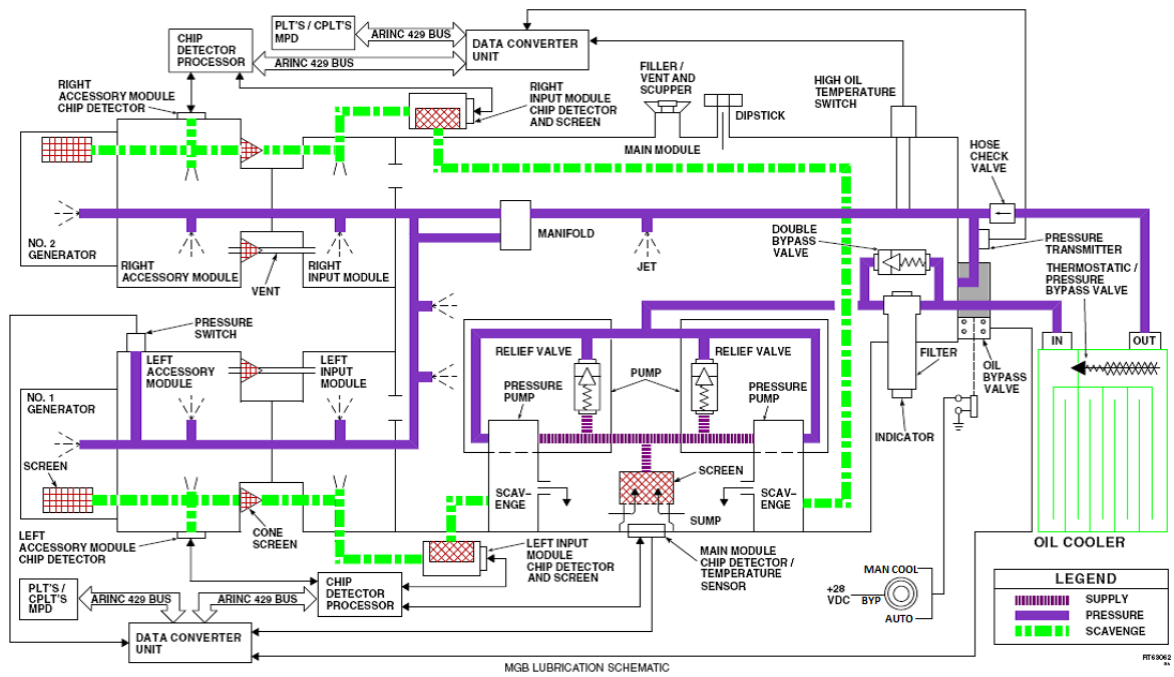 PLT'S / CPLT'S
MPD
ARINC 429 BUS
DATA CONVERTER
UNIT
CHIP
DETECTOR
PROCESSOR
ARINC 429 BUS
RIGHT
ACCESSORY MODULE
CHIP DETECTOR
RIGHT
INPUT MODULE
CHIP DETECTOR
AND SCREEN
FILLER /
VENT AND
SCUPPER
DIPSTICK
MAIN MODULE
HIGH OIL
TEMPERATURE
SWITCH
HOSE
CHECK
VALVE
NO. 2
GENERATOR
RIGHT
ACCESSORY MODULE
VENT
RIGHT
INPUT MODULE
MANIFOLD
JET
DOUBLE
BYPASS
VALVE
PRESSURE
TRANSMITTER
THERMOSTATIC /
PRESSURE
BYPASS VALVE
PRESSURE
SWITCH
LEFT
ACCESSORY
MODULE
LEFT
INPUT
MODULE
NO. 1
GENERATOR
SCREEN
RELIEF VALVE
RELIEF VALVE
PUMP
PRESSURE
PUMP
PRESSURE
PUMP
FILTER
OIL
BYPASS
VALVE
IN
OUT
INDICATOR
SCREEN
SCAV–
ENGE
SCAV–
ENGE
SUMP
CONE
SCREEN
LEFT
ACCESSORY MODULE
CHIP DETECTOR
LEFT INPUT
MODULE
CHIP DETECTOR
AND SCREEN
MAIN MODULE
CHIP DETECTOR /
TEMPERATURE
SENSOR
OIL COOLER
PLT'S /
CPLT'S
MPD
ARINC 429 BUS
ARINC 429 BUS
CHIP
DETECTOR
PROCESSOR
DATA CONVERTER
UNIT
MAN COOL
+28
VDC
BYP
AUTO
LEGEND
SUPPLY
PRESSURE
SCAVENGE
MGB LUBRICATION SCHEMATIC